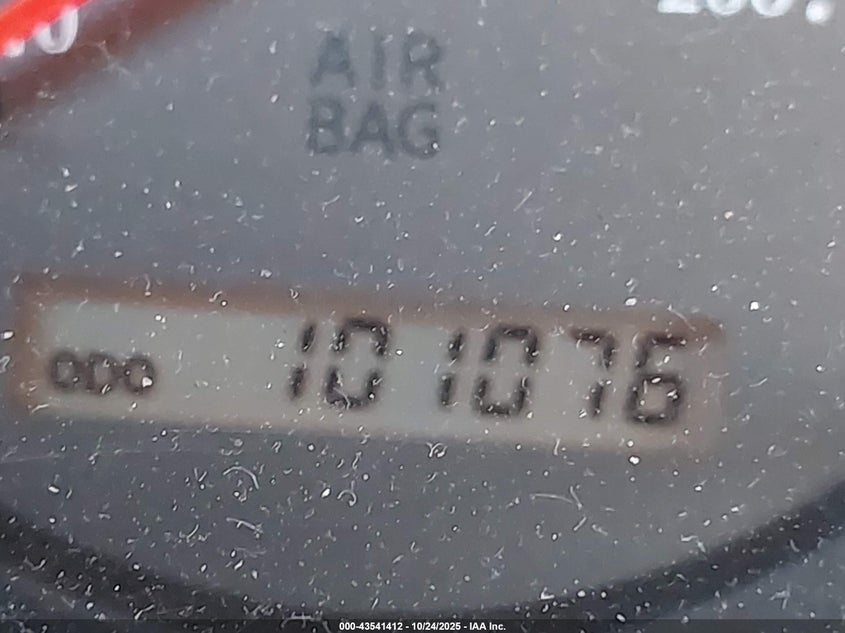 AIR
BAG
ODO 101076
000-43541412 - 10/24/2025 - IAA Inc.